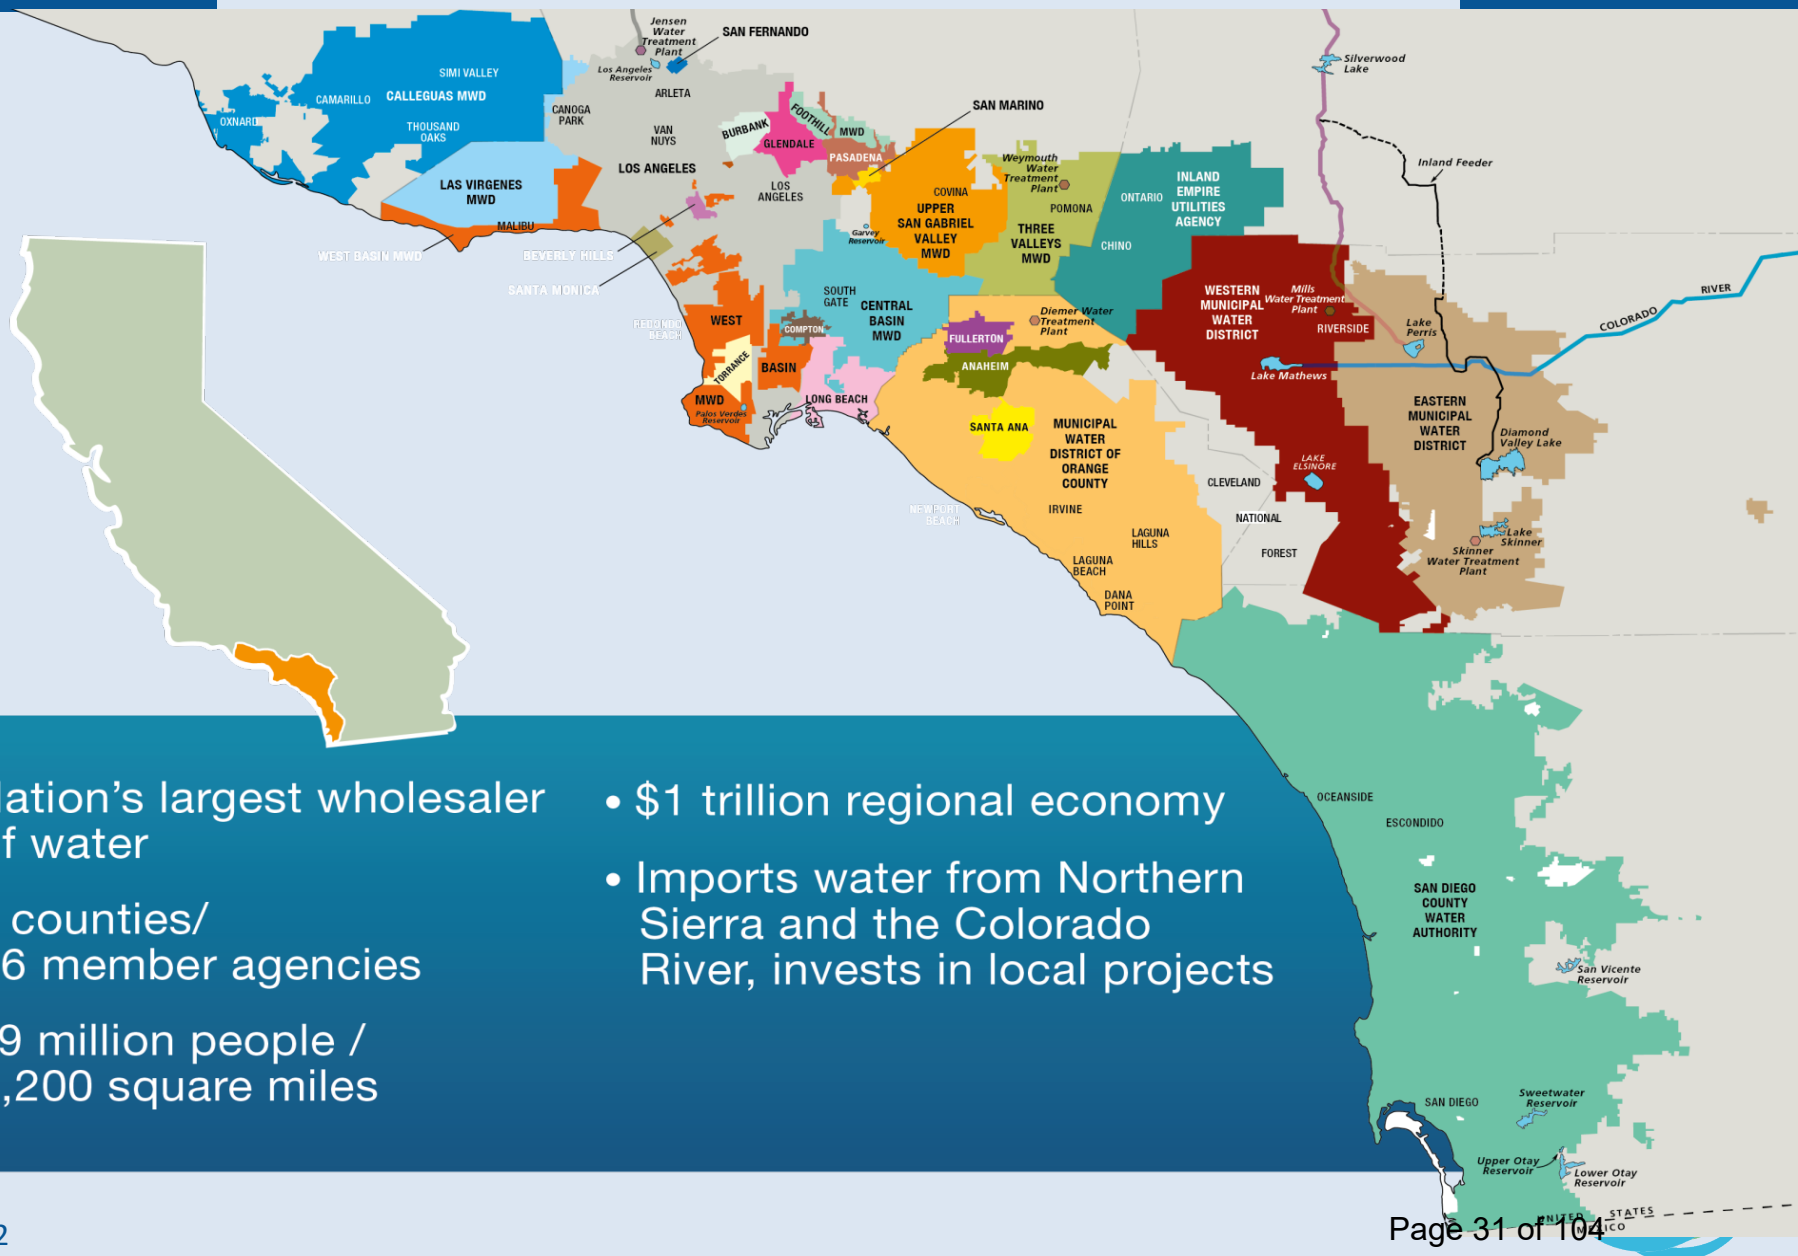 Jensen
Water
Treatment
Plant
SAN FERNANDO
Los Angeles
Reservoir
Silverwood
Lake
SIMI VALLEY
CAMARILLO
CALLEGUAS MWD
OXNARD
THOUSAND
OAKS
ARLETA
CANOGA
PARK
VAN
NUYS
BURBANK
FOOTHILL
MWD
GLENDALE
PASADENA
SAN MARINO
LOS ANGELES
LOS
ANGELES
LAS VIRGENES
MWD
MALIBU
WEST BASIN MWD
BEVERLY HILLS
SANTA MONICA
Garvey
Reservoir
COVINA
UPPER
SAN GABRIEL
VALLEY
MWD
Weymouth
Water
Treatment
Plant
POMONA
THREE
VALLEYS
MWD
ONTARIO
INLAND
EMPIRE
UTILITIES
AGENCY
CHINO
Inland Feeder
REDONDO
BEACH
WEST
TORRANCE
BASIN
MWD
Palos Verdes
Reservoir
COMPTON
SOUTH
GATE
CENTRAL
BASIN
MWD
LONG BEACH
FULLERTON
Diemer Water
Treatment
Plant
ANAHEIM
SANTA ANA
MUNICIPAL
WATER
DISTRICT OF
ORANGE
COUNTY
WESTERN
MUNICIPAL
WATER
DISTRICT
Mills
Water Treatment
Plant
RIVERSIDE
Lake
Perris
Lake Mathews
COLORADO
RIVER
EASTERN
MUNICIPAL
WATER
DISTRICT
Diamond
Valley Lake
LAKE
ELSINORE
CLEVELAND
NATIONAL
FOREST
Lake
Skinner
Skinner
Water Treatment
Plant
NEWPORT
BEACH
IRVINE
LAGUNA
HILLS
LAGUNA
BEACH
DANA
POINT
OCEANSIDE
ESCONDIDO
SAN DIEGO
COUNTY
WATER
AUTHORITY
San Vicente
Reservoir
SAN DIEGO
Sweetwater
Reservoir
Upper Otay
Reservoir
Lower Otay
Reservoir
UNITED STATES
MEXICO
ation's largest wholesaler
f water
counties/
6 member agencies
9 million people /
,200 square miles
• $1 trillion regional economy
• Imports water from Northern
Sierra and the Colorado
River, invests in local projects
2
Page 31 of 104